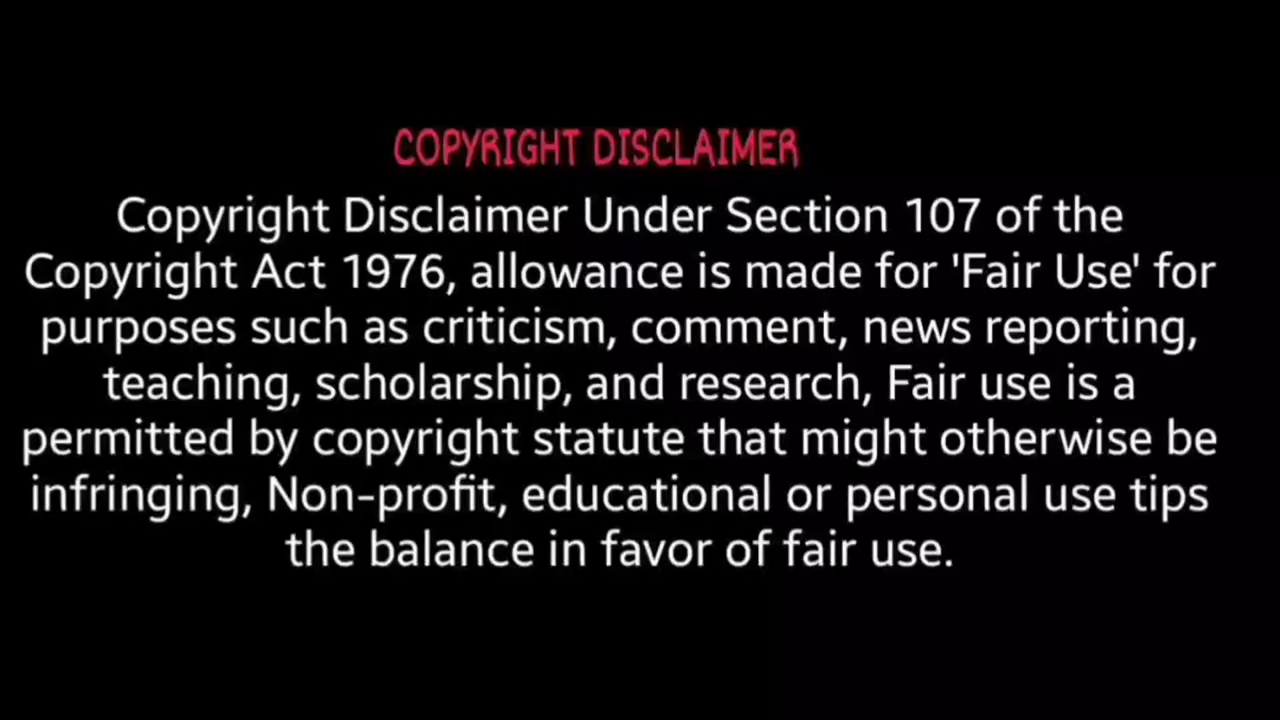 COPYRIGHT DISCLAIMER
Copyright Disclaimer Under Section 107 of the
Copyright Act 1976, allowance is made for 'Fair Use' for
purposes such as criticism, comment, news reporting,
teaching, scholarship, and research, Fair use is a
permitted by copyright statute that might otherwise be
infringing, Non-profit, educational or personal use tips
the balance in favor of fair use.